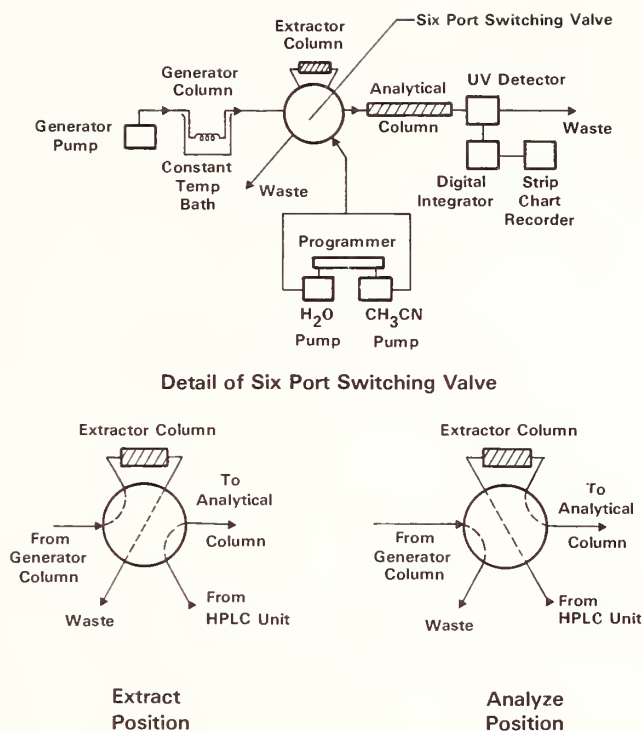 Six Port Switching Valve
Extractor
Column
Generator
Column
Analytical
Column
UV Detector
Generator
Pump
Constant
Temp
Bath
Waste
Waste
Digital
Integrator
Strip
Chart
Recorder
Programmer
H₂O
Pump
CH₃CN
Pump
Detail of Six Port Switching Valve
Extractor Column
To
Analytical
Column
From
Generator
Column
Waste
From
HPLC Unit
Extract
Position
Extractor Column
To
Analytical
Column
From
Generator
Column
Waste
From
HPLC Unit
Analyze
Position